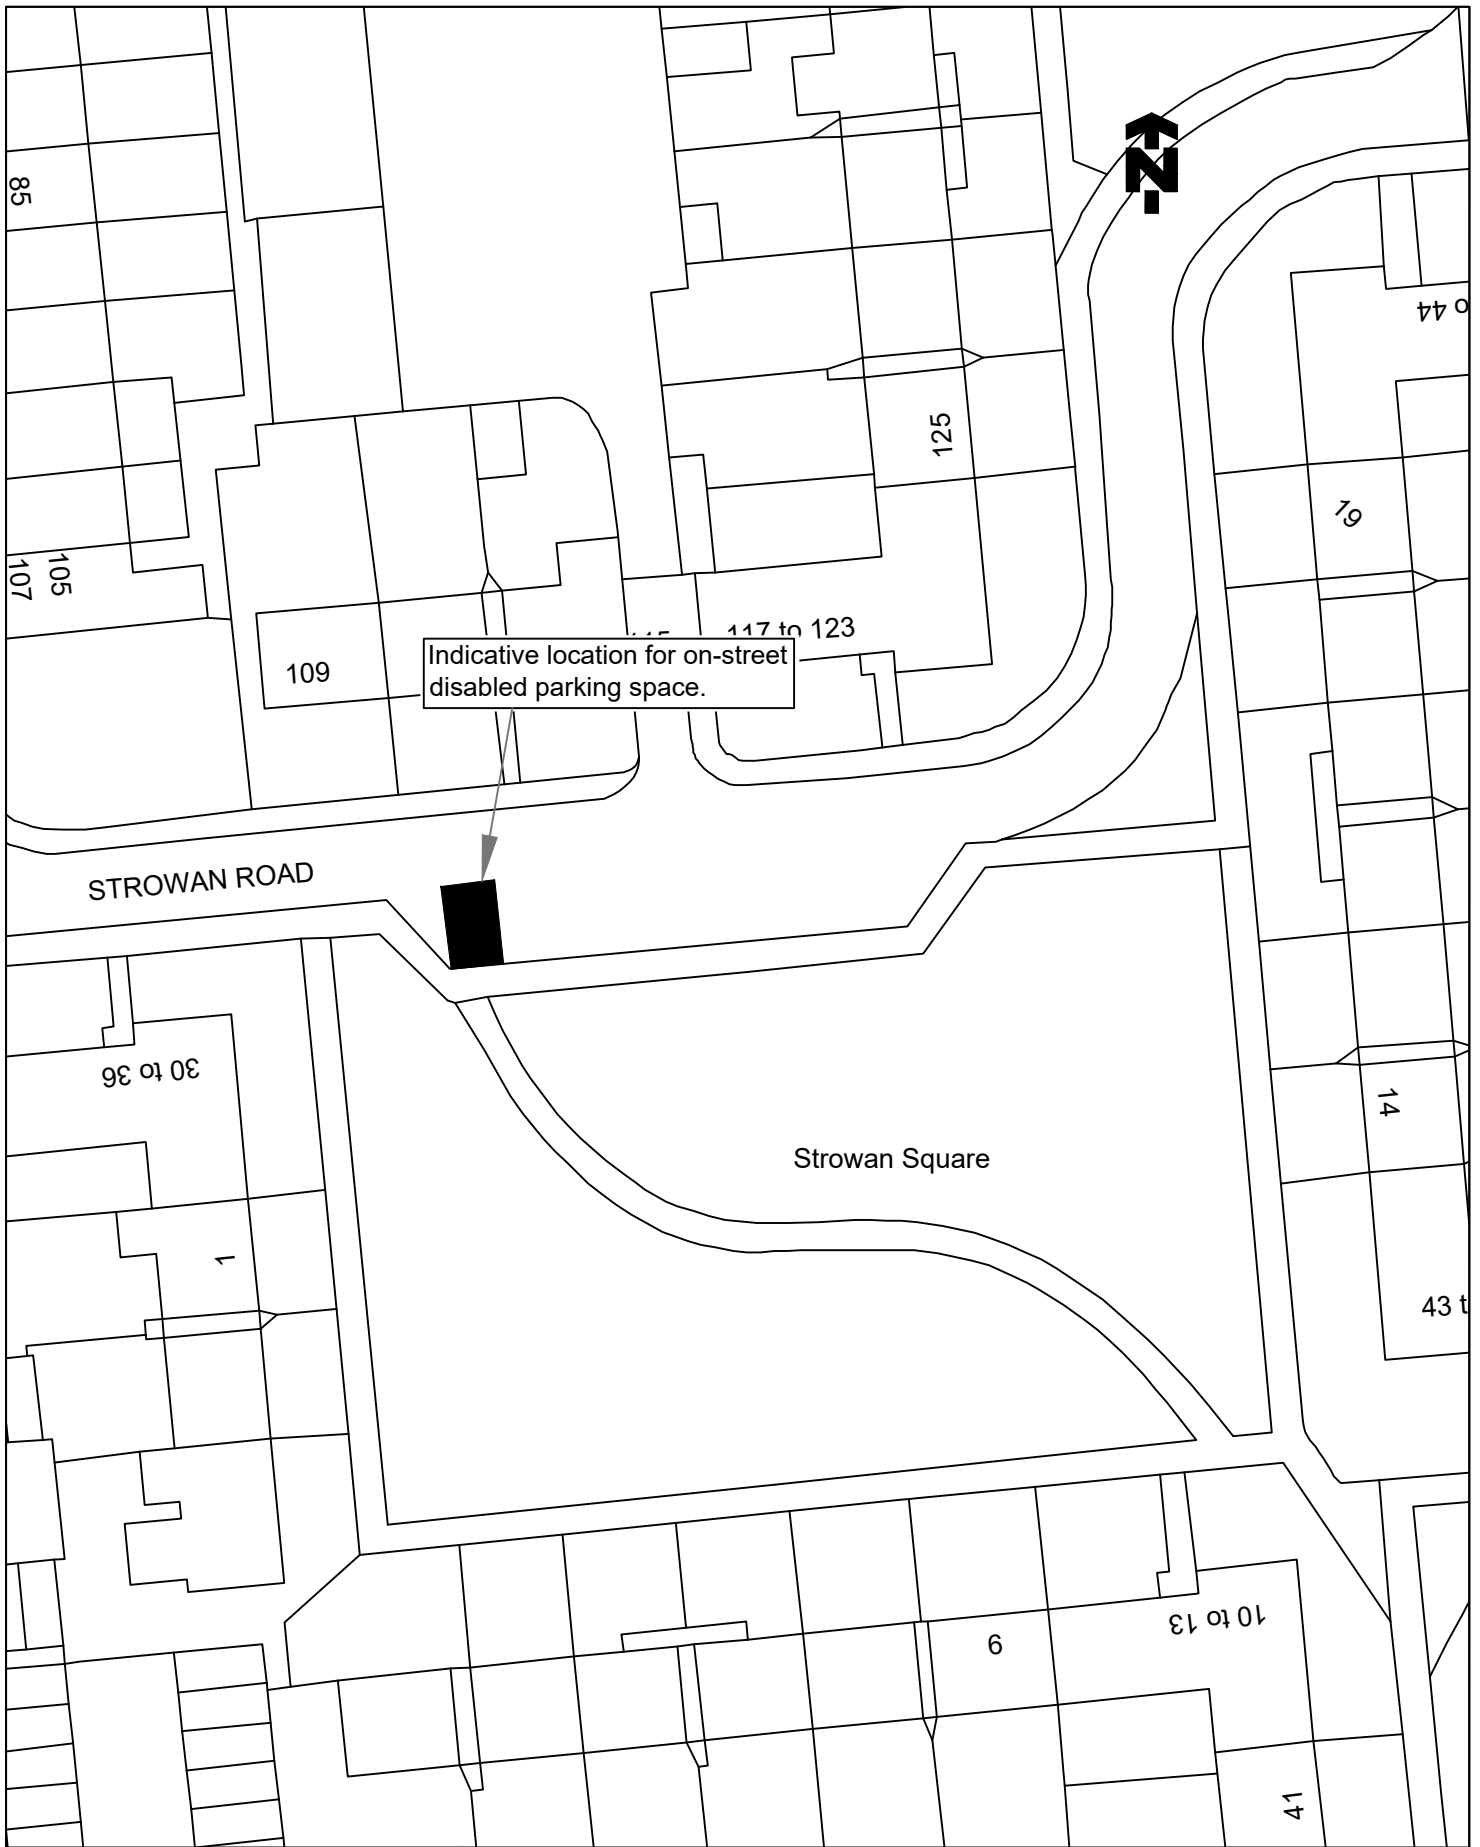 85
N
o 44
125
19
105
107
117 to 123
109
Indicative location for on-street
disabled parking space.
STROWAN ROAD
30 to 36
14
Strowan Square
1
43 t
10 to 13
9
41